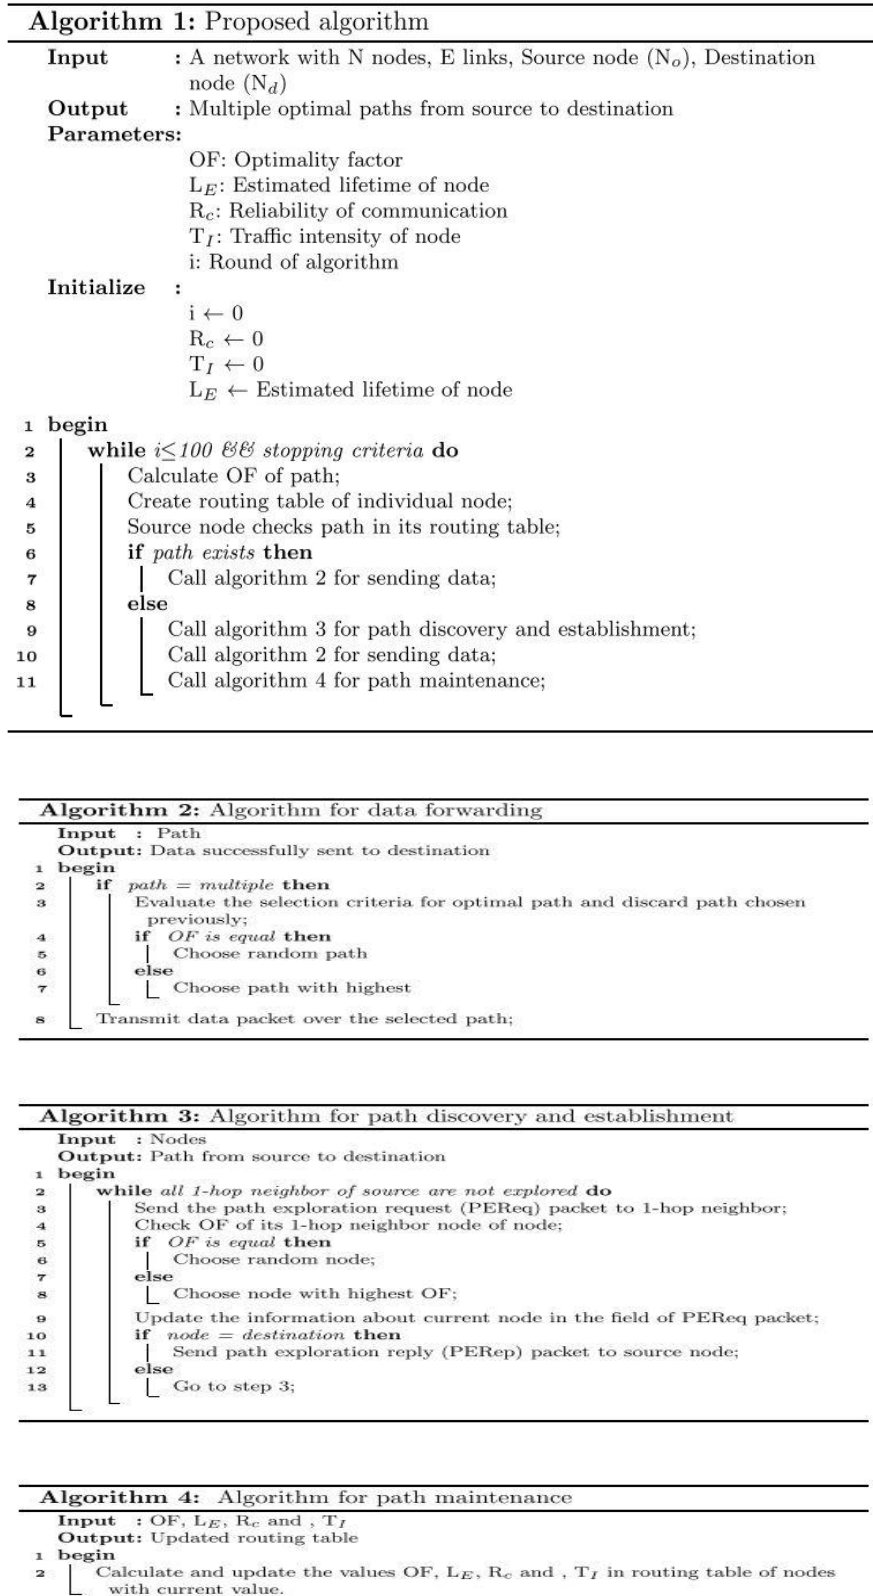 Algorithm 1: Proposed algorithm
Input : A network with N nodes, E links, Source node (Nₒ), Destination
node (N_d)
Output : Multiple optimal paths from source to destination
Parameters:
OF: Optimality factor
L_E: Estimated lifetime of node
R_c: Reliability of communication
T_I: Traffic intensity of node
i: Round of algorithm
Initialize :
i ← 0
R_c ← 0
T_I ← 0
L_E ← Estimated lifetime of node
1 begin
2 while i≤100 && stopping criteria do
3 Calculate OF of path;
4 Create routing table of individual node;
5 Source node checks path in its routing table;
6 if path exists then
7 Call algorithm 2 for sending data;
8 else
9 Call algorithm 3 for path discovery and establishment;
10 Call algorithm 2 for sending data;
11 Call algorithm 4 for path maintenance;
Algorithm 2: Algorithm for data forwarding
Input : Path
Output: Data successfully sent to destination
1 begin
2 if path = multiple then
3 Evaluate the selection criteria for optimal path and discard path chosen
previously;
4 if OF is equal then
5 Choose random path
6 else
7 Choose path with highest
8 Transmit data packet over the selected path;
Algorithm 3: Algorithm for path discovery and establishment
Input : Nodes
Output: Path from source to destination
1 begin
2 while all 1-hop neighbor of source are not explored do
3 Send the path exploration request (PEReq) packet to 1-hop neighbor;
4 Check OF of its 1-hop neighbor node of node;
5 if OF is equal then
6 Choose random node;
7 else
8 Choose node with highest OF;
9 Update the information about current node in the field of PEReq packet;
10 if node = destination then
11 Send path exploration reply (PERep) packet to source node;
12 else
13 Go to step 3;
Algorithm 4: Algorithm for path maintenance
Input : OF, L_E, R_c and , T_I
Output: Updated routing table
1 begin
2 Calculate and update the values OF, L_E, R_c and , T_I in routing table of nodes
with current value.